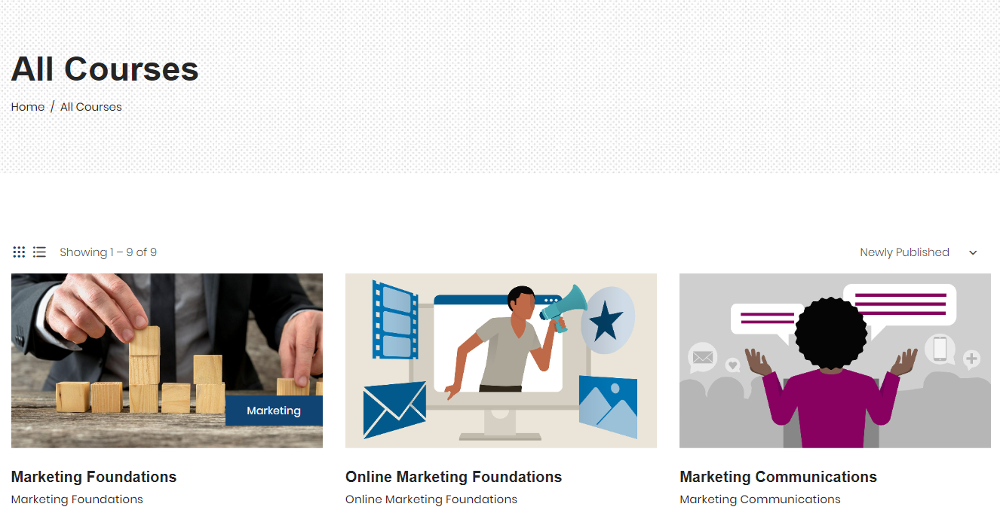 All Courses
Home / All Courses
Showing 1 – 9 of 9
Newly Published
Marketing
Marketing Foundations
Marketing Foundations
Online Marketing Foundations
Online Marketing Foundations
Marketing Communications
Marketing Communications